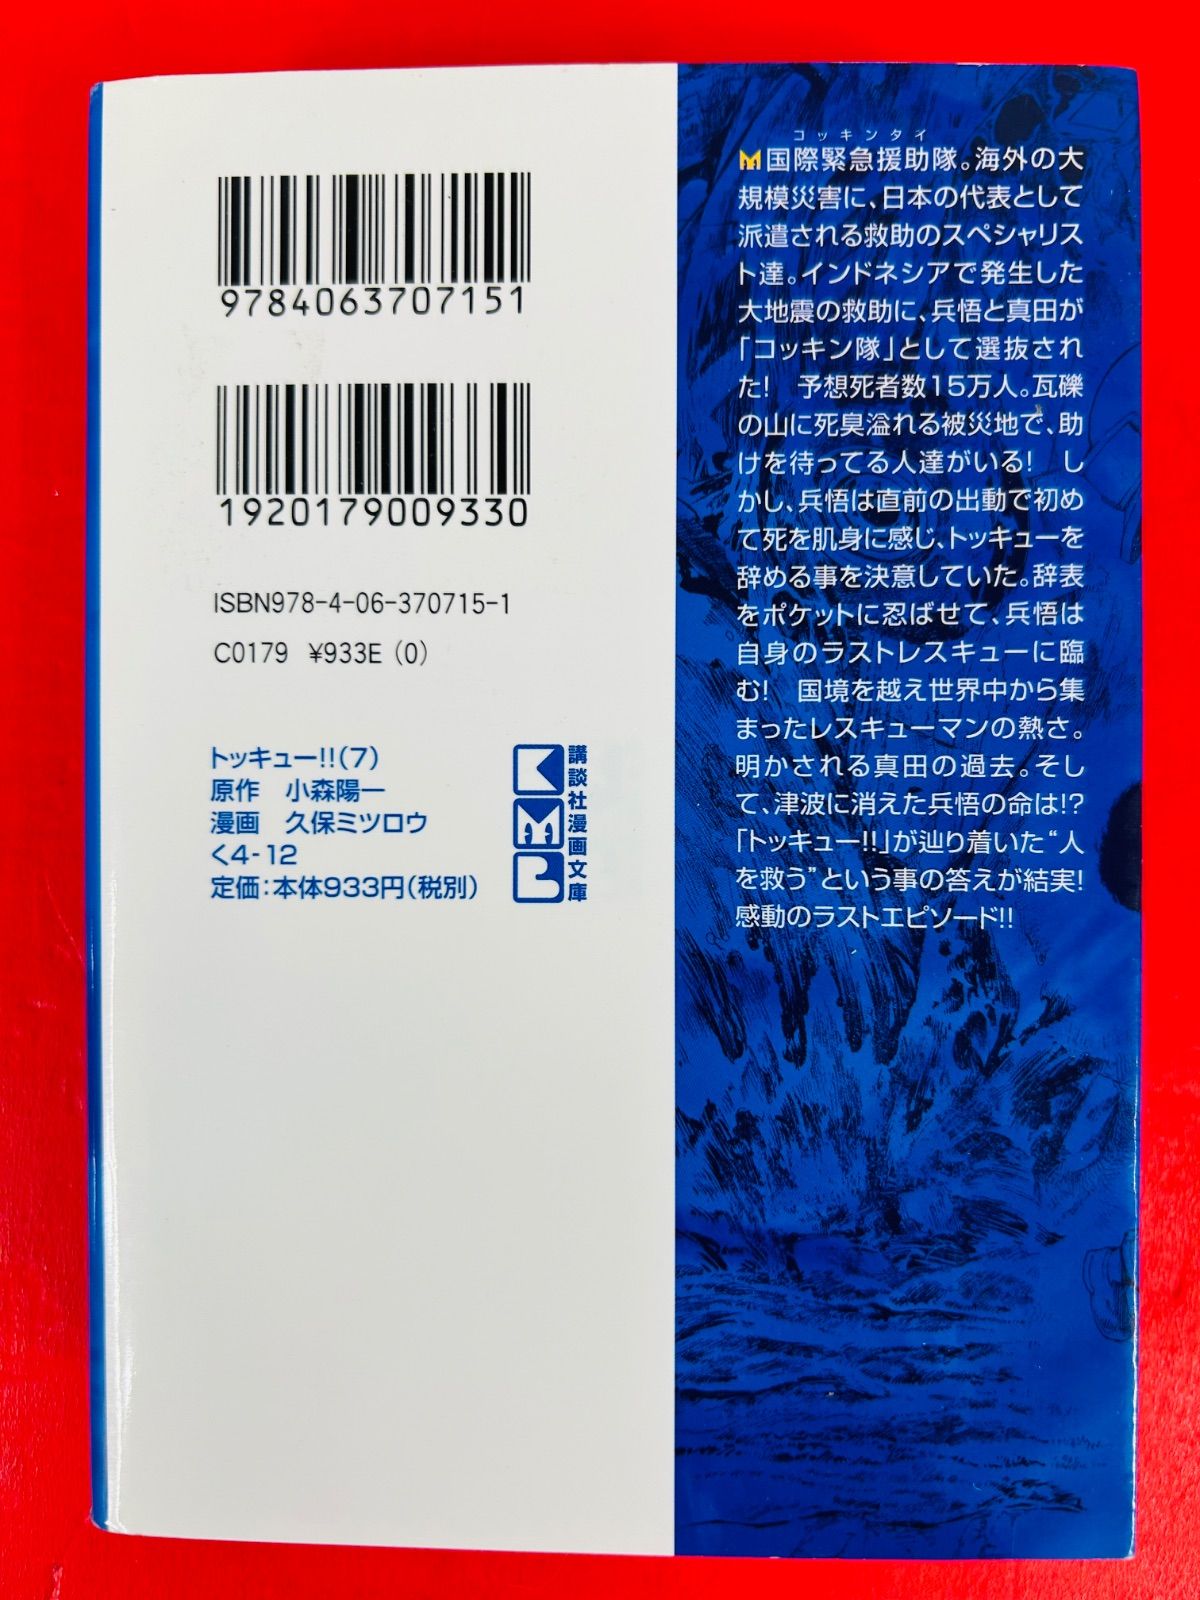 9784063707151
1920179009330
ISBN978-4-06-370715-1
C0179 ¥933E (0)
トッキュー!!(7)
原作 小森陽一
漫画 久保ミツロウ
く4-12
定価:本体933円(税別)
KMB
講談社漫画文庫
コッキンタイ
M国際緊急援助隊。海外の大
規模災害に、日本の代表として
派遣される救助のスペシャリス
ト達。インドネシアで発生した
大地震の救助に、兵悟と真田が
「コッキン隊」として選抜され
た! 予想死者数15万人。瓦礫
の山に死臭溢れる被災地で、助
けを待ってる人達がいる! し
かし、兵悟は直前の出動で初め
て死を肌身に感じ、トッキューを
辞める事を決意していた。辞表
をポケットに忍ばせて、兵悟は
自身のラストレスキューに臨
む! 国境を越え世界中から集
まったレスキューマンの熱さ。
明かされる真田の過去。そし
て、津波に消えた兵悟の命は!?
「トッキュー!!」が辿り着いた“人
を救う”という事の答えが結実!
感動のラストエピソード!!